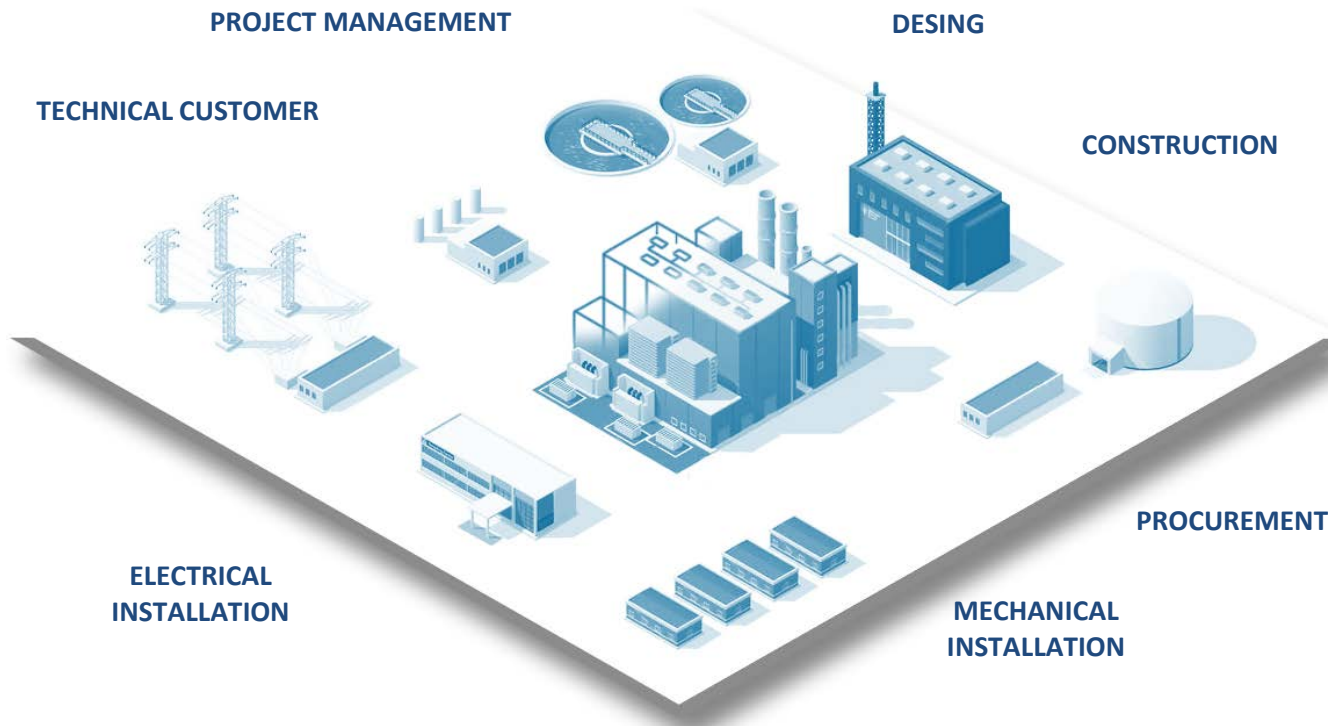 PROJECT MANAGEMENT
DESING
TECHNICAL CUSTOMER
CONSTRUCTION
PROCUREMENT
ELECTRICAL
INSTALLATION
MECHANICAL
INSTALLATION